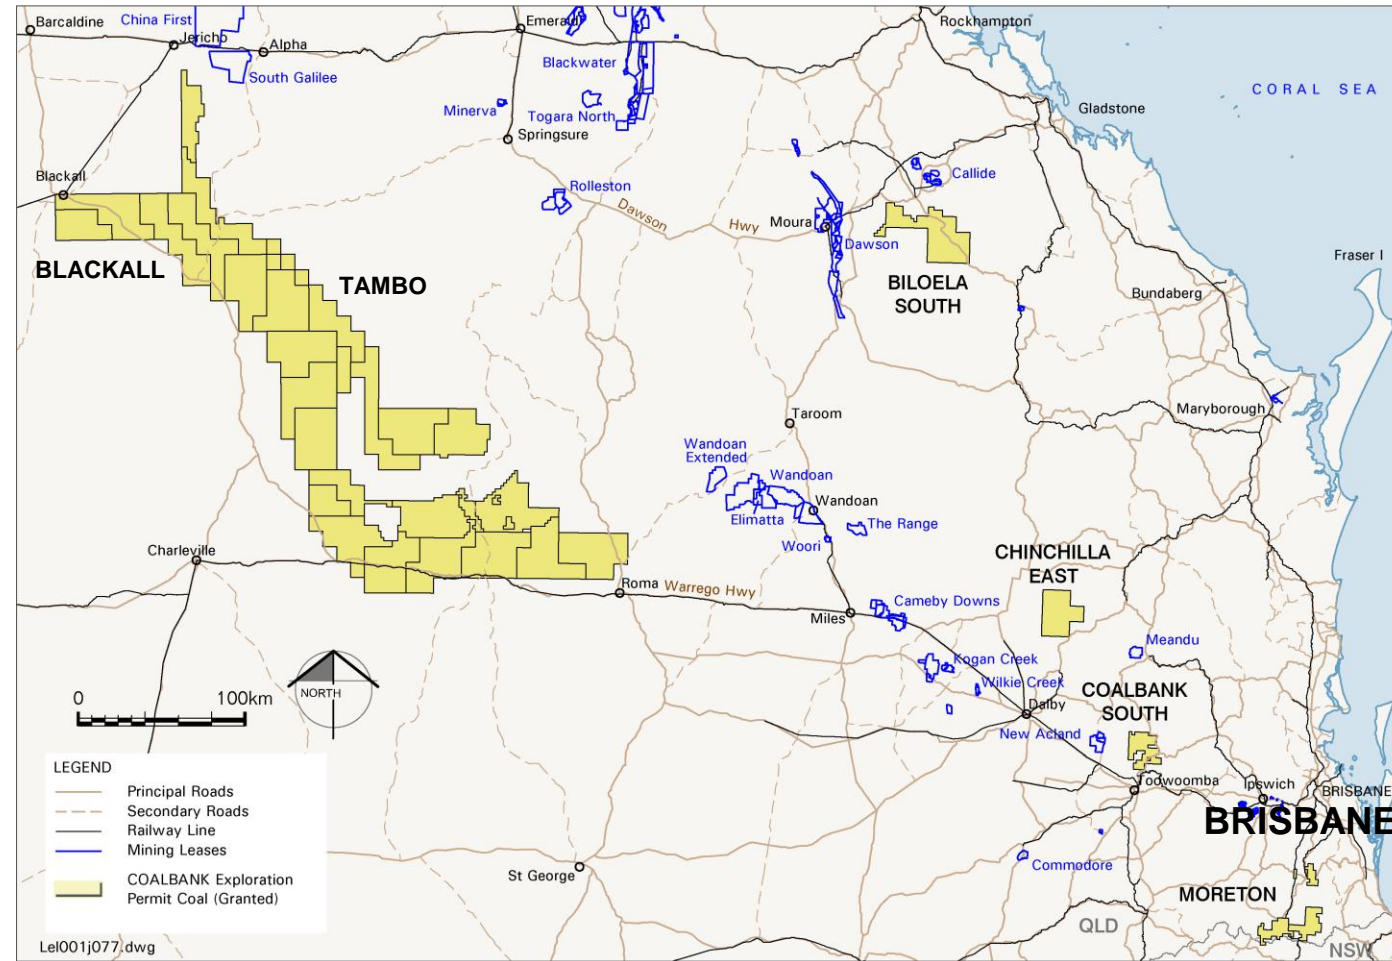 Barcaldine
China First
Jericho
Alpha
Emerald
Rockhampton
South Galilee
Blackwater
CORAL SEA
Minerva
Togara North
Gladstone
Springsure
Blackall
Rolleston
Callide
Dawson
Hwy
Moura
Dawson
BLACKALL
TAMBO
BILOELA
SOUTH
Fraser I
Bundaberg
Taroom
Maryborough
Wandoan
Extended
Wandoan
Wandoan
Elimatta
The Range
Woori
Charleville
CHINCHILLA
EAST
Roma
Warrego Hwy
Cameby Downs
Miles
Meandu
Kogan Creek
Wilkie Creek
NORTH
0
100km
COALBANK
SOUTH
Dalby
New Acland
Toowoomba
Ipswich
BRISBANE
BRISBANE
LEGEND
Principal Roads
Secondary Roads
Railway Line
Mining Leases
COALBANK Exploration
Permit Coal (Granted)
St George
Commodore
MORETON
QLD
NSW
Lel001j077.dwg